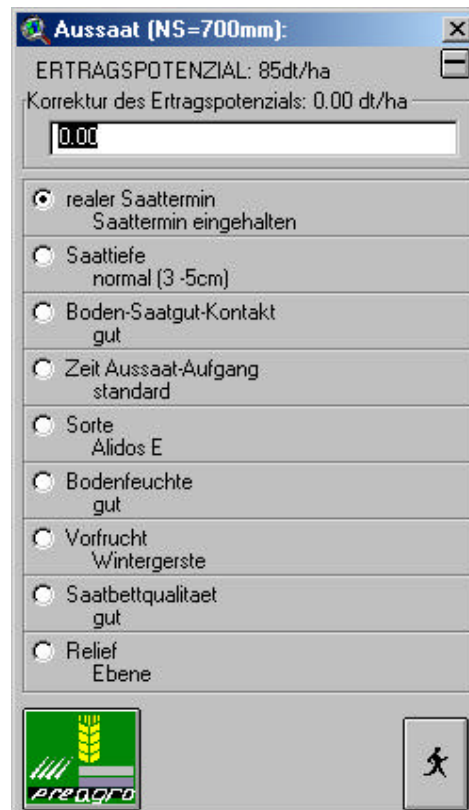 Aussaat (NS=700mm):
ERTRAGSPOTENZIAL: 85dt/ha
Korrektur des Ertragspotenzials: 0.00 dt/ha
0.00
realer Saattermin
Saattermin eingehalten
Saattiefe
normal (3 -5cm)
Boden-Saatgut-Kontakt
gut
Zeit Aussaat-Aufgang
standard
Sorte
Alidos E
Bodenfeuchte
gut
Vorfrucht
Wintergerste
Saatbettqualitaet
gut
Relief
Ebene
preagro